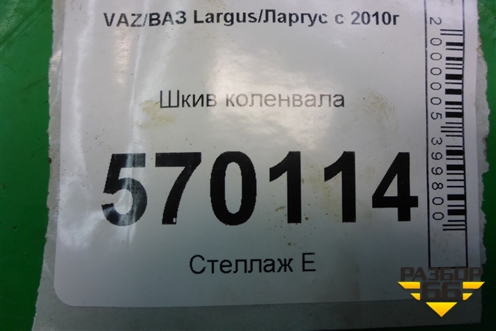 VAZ/ВАЗ Largus/Ларгус с 2010г
Шкив коленвала
570114
Стеллаж Е
2000005399800
РАЗБОР
66